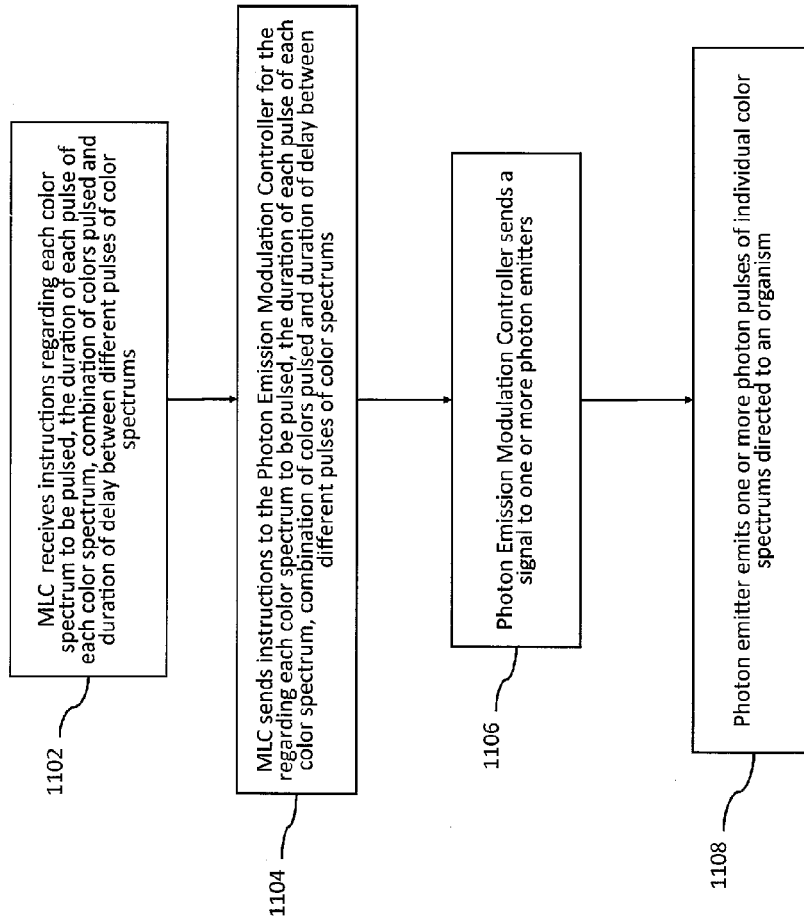 MLC receives instructions regarding each color
spectrum to be pulsed, the duration of each pulse of
each color spectrum, combination of colors pulsed and
duration of delay between different pulses of color
spectrums
1102
MLC sends instructions to the Photon Emission Modulation Controller for the
regarding each color spectrum to be pulsed, the duration of each pulse of each
color spectrum, combination of colors pulsed and duration of delay between
different pulses of color spectrums
1104
Photon Emission Modulation Controller sends a
signal to one or more photon emitters
1106
Photon emitter emits one or more photon pulses of individual color
spectrums directed to an organism
1108